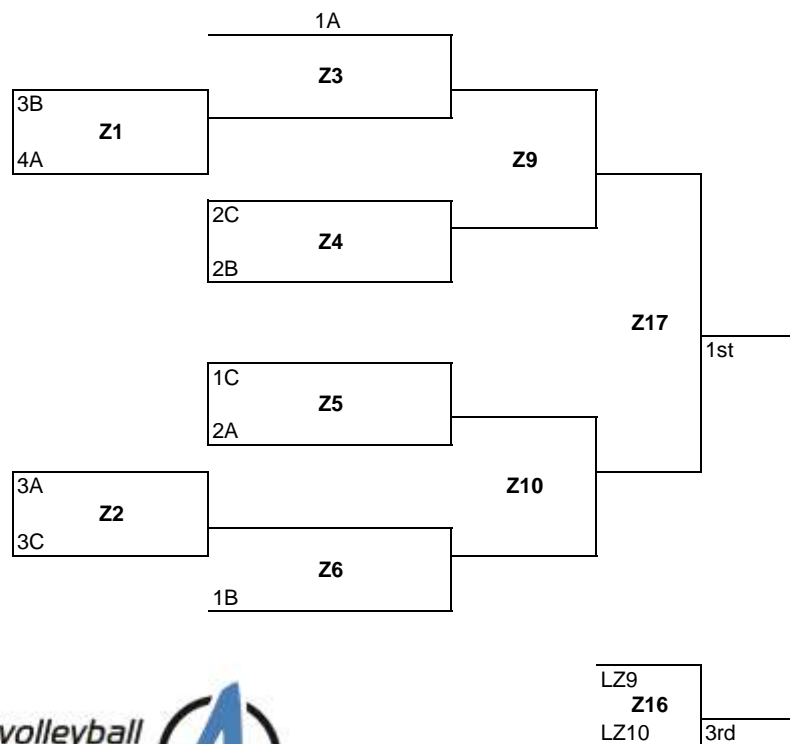 1A
Z3
3B
Z1
4A
Z9
2C
Z4
2B
Z17
1st
1C
Z5
2A
3A
Z2
Z10
3C
Z6
1B
LZ9
Z16
LZ10
3rd
volleyball